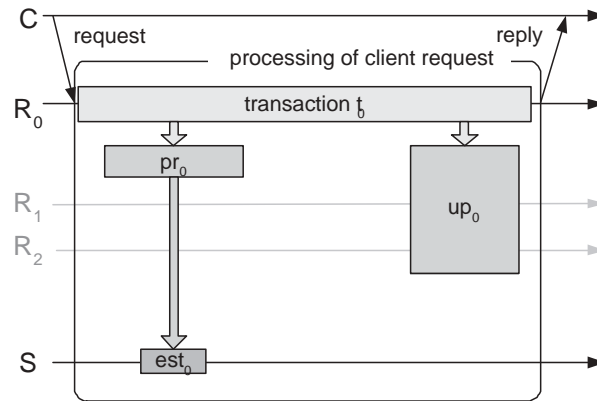 C
request
reply
processing of client request
R0
transaction t0
pr0
R1
up0
R2
S
est0